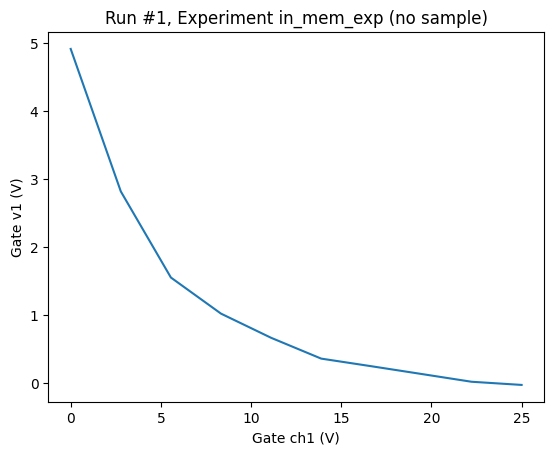 Run #1, Experiment in_mem_exp (no sample)
5
4
3
2
1
0
Gate v1 (V)
0 5 10 15 20 25
Gate ch1 (V)